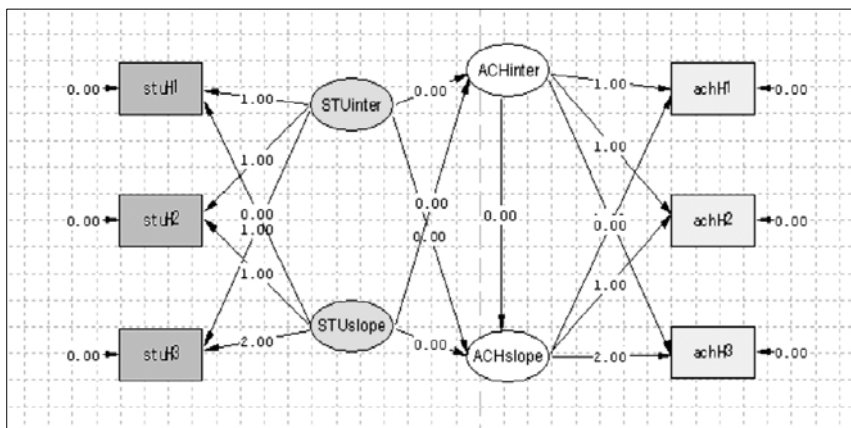 ACHinter
0.00 stuH1 1.00 STUinter 0.00 1.00 achH1 0.00
1.00 1.00
0.00 stuH2 0.00 0.00 0.00 0.00 achH2 0.00
1.00 0.00
1.00 1.00
STUslope
0.00 stuH3 2.00 0.00 ACHslope 2.00 achH3 0.00